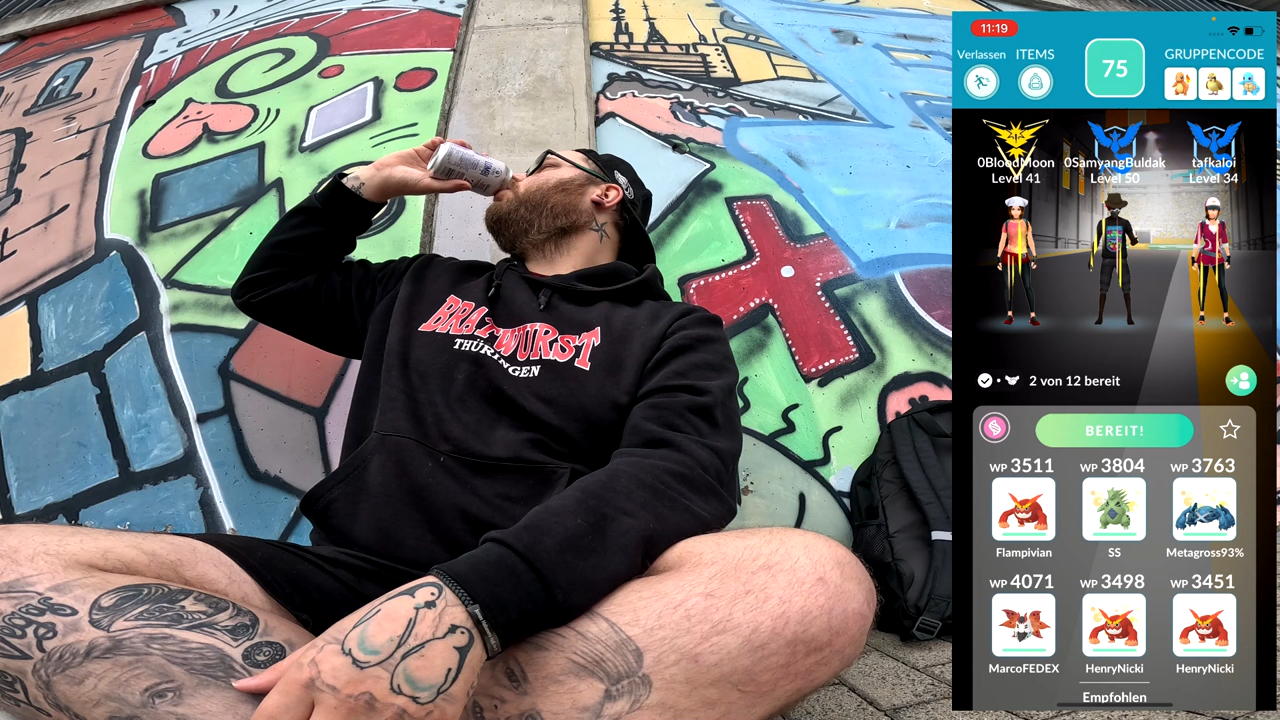 BRATWURST
THÜRINGEN
11:19
Verlassen
ITEMS
75
GRUPPENCODE
0BloodMoon
Level 41
0SamyangBuldak
Level 50
tafkaloi
Level 34
2 von 12 bereit
BEREIT!
WP 3511
WP 3804
WP 3763
Flampivian
SS
Metagross93%
WP 4071
WP 3498
WP 3451
MarcoFEDEX
HenryNicki
HenryNicki
Empfohlen